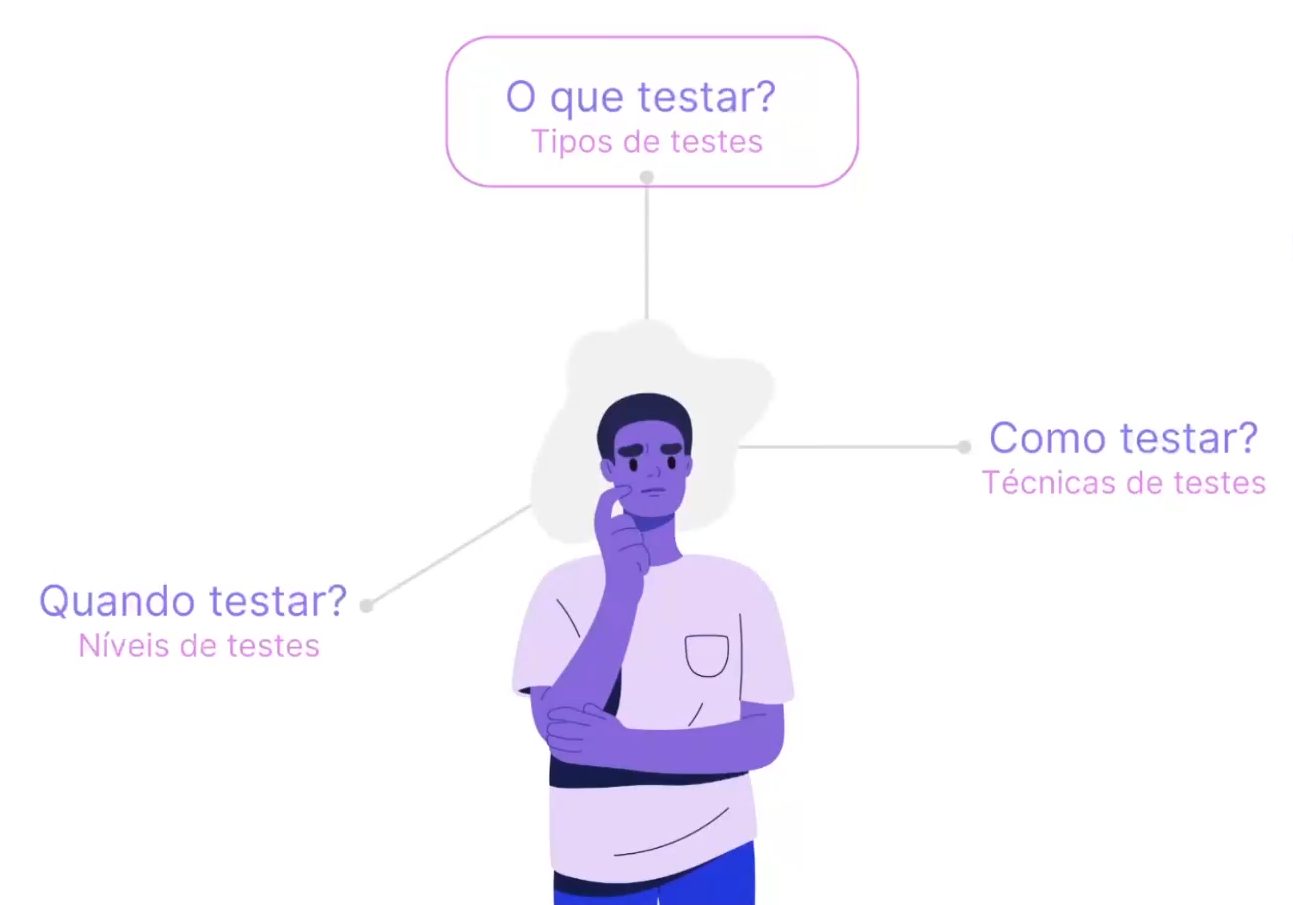 O que testar?
Tipos de testes
Como testar?
Técnicas de testes
Quando testar?
Níveis de testes